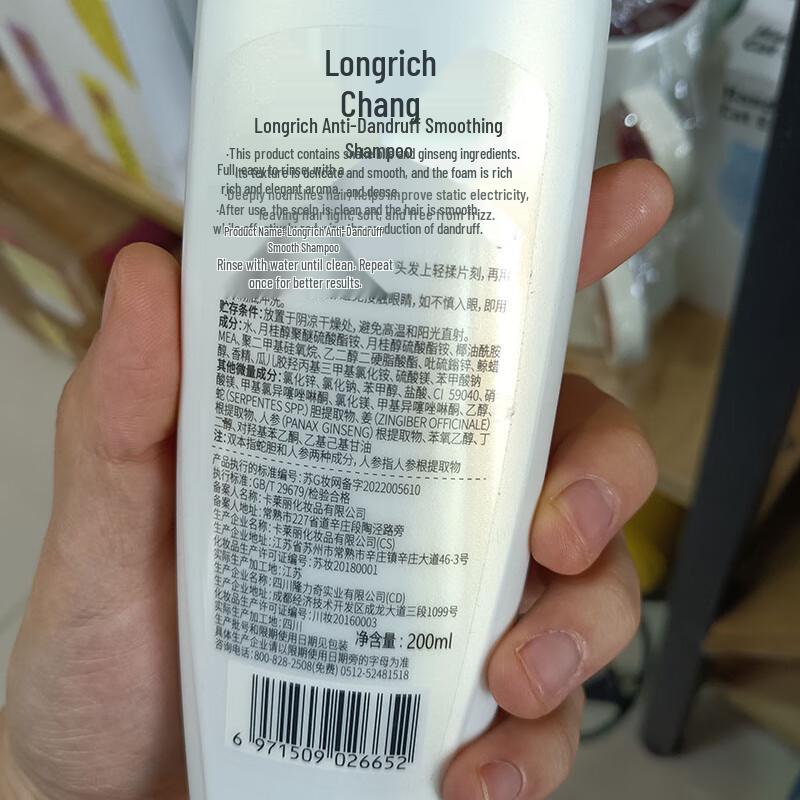 Longrich
Chang
Longrich Anti-Dandruff Smoothing
Shampoo
·This product contains snake bile and ginseng ingredients.
Full, easy to rinse, with a
Its texture is delicate and smooth, and the foam is rich
rich and elegant aroma. and dense.
·Deeply nourishes hair, helps improve static electricity,
·After use, the scalp is clean and the hair is smooth,
leaving hair light, soft, and free from frizz.
while effectively reducing the production of dandruff.
Product Name: Longrich Anti-Dandruff
Smooth Shampoo
Rinse with water until clean. Repeat
once for better results.
头发上轻揉片刻,再用
避免接触眼睛,如不慎入眼,即用
贮存条件:放置于阴凉干燥处,避免高温和阳光直射。
成分:水、月桂醇聚醚硫酸酯铵、月桂醇硫酸酯铵、椰油酰胺
MEA、聚二甲基硅氧烷、乙二醇二硬脂酸酯、吡硫鎓锌、鲸蜡
醇、香精、瓜儿胶羟丙基三甲基氯化铵、硫酸镁、苯甲酸钠
其他微量成分:氯化锌、氯化钠、苯甲醇、盐酸、CI 59040、硝
酸镁、甲基氯异噻唑啉酮、氯化镁、甲基异噻唑啉酮、乙醇、
蛇(SERPENTES SPP)胆提取物、姜(ZINGIBER OFFICINALE)
根提取物、人参(PANAX GINSENG)根提取物、苯氧乙醇、丁
二醇、对羟基苯乙酮、乙基己基甘油
注:双本指蛇胆和人参两种成分,人参指人参根提取物
产品执行的标准编号:苏G妆网备字2022005610
执行标准:GB/T 29679/检验合格
备案人名称:卡莱丽化妆品有限公司
备案人地址:常熟市227省道辛庄段陶泾路旁
生产企业名称:卡莱丽化妆品有限公司(CS)
生产企业地址:江苏省苏州市常熟市辛庄镇辛庄大道46-3号
化妆品生产许可证编号:苏妆20180001
实际生产加工地:江苏
生产企业名称:四川隆力奇实业有限公司(CD)
生产企业地址:成都经济技术开发区成龙大道三段1099号
化妆品生产许可证编号:川妆20160003
实际生产加工地:四川
生产批号和限期使用日期见包装
净含量:200ml
具体生产企业请以限期使用日期旁的字母为准
咨询电话:800-828-2508(免费) 0512-52481518
6 971509 026652